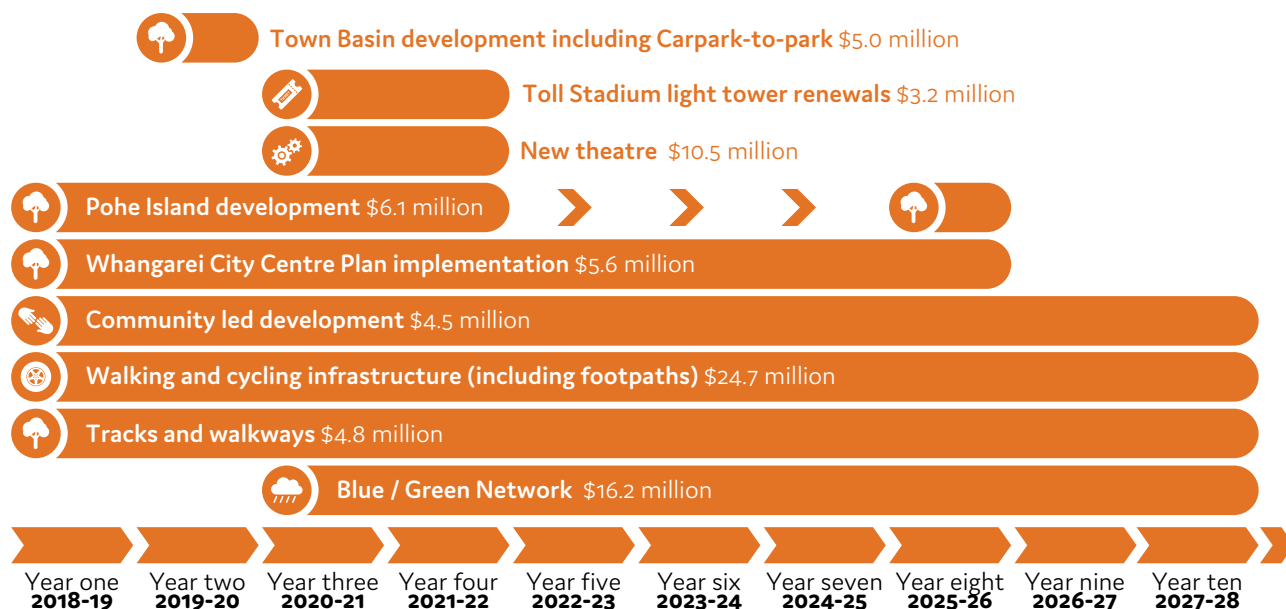 Town Basin development including Carpark-to-park $5.0 million
Toll Stadium light tower renewals $3.2 million
New theatre $10.5 million
Pohe Island development $6.1 million
Whangarei City Centre Plan implementation $5.6 million
Community led development $4.5 million
Walking and cycling infrastructure (including footpaths) $24.7 million
Tracks and walkways $4.8 million
Blue / Green Network $16.2 million
Year one Year two Year three Year four Year five Year six Year seven Year eight Year nine Year ten
2018-19 2019-20 2020-21 2021-22 2022-23 2023-24 2024-25 2025-26 2026-27 2027-28